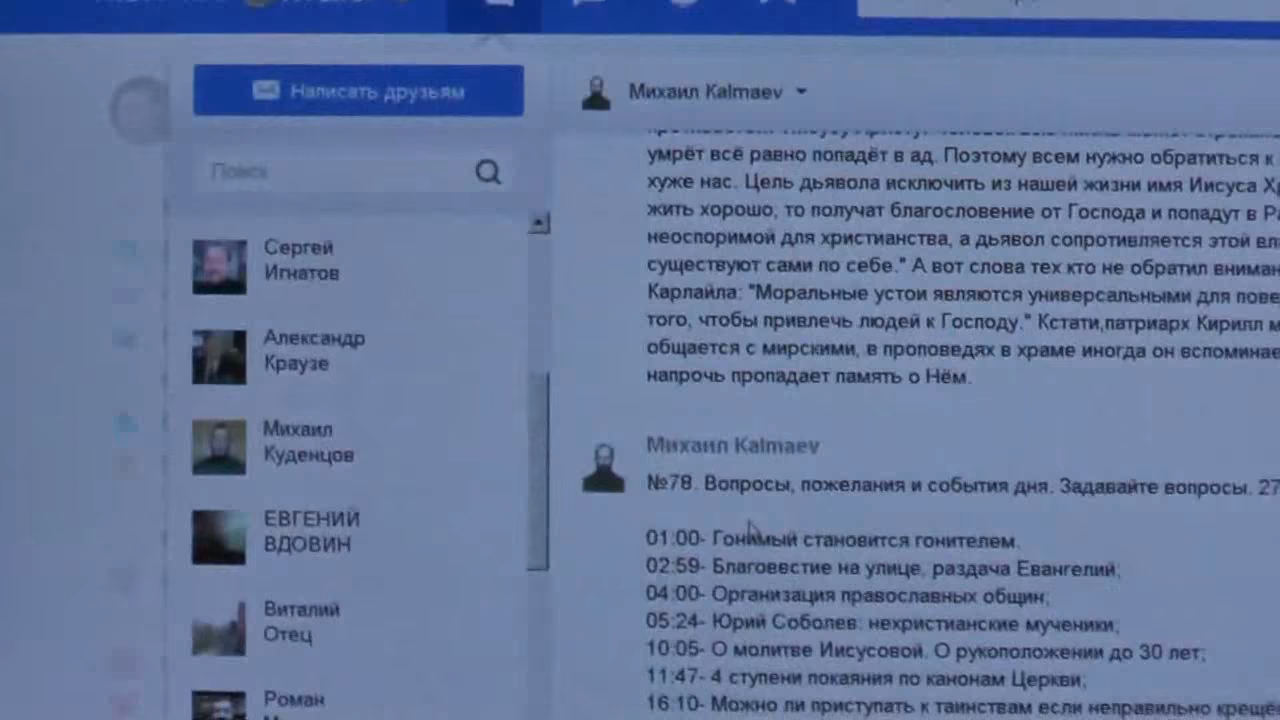 Написать друзьям
Поиск
Сергей
Игнатов
Александр
Краузе
Михаил
Куденцов
ЕВГЕНИЙ
ВДОВИН
Виталий
Отец
Роман
Михаил Kalmaev
умрёт всё равно попадёт в ад. Поэтому всем нужно обратиться к
хуже нас. Цель дьявола исключить из нашей жизни имя Иисуса
жить хорошо, то получат благословение от Господа и попадут в
неоспоримой для христианства, а дьявол сопротивляется этой
существуют сами по себе." А вот слова тех кто не обратил
Карлайла: "Моральные устои являются универсальными для
того, чтобы привлечь людей к Господу." Кстати,патриарх Кирилл
общается с мирскими, в проповедях в храме иногда он
напрочь пропадает память о Нём.
Михаил Kalmaev
№78. Вопросы, пожелания и события дня. Задавайте вопросы. 27
01:00- Гонимый становится гонителем.
02:59- Благовестие на улице, раздача Евангелий;
04:00- Организация православных общин;
05:24- Юрий Соболев: нехристианские мученики;
10:05- О молитве Иисусовой. О рукоположении до 30 лет;
11:47- 4 ступени покаяния по канонам Церкви;
16:10- Можно ли приступать к таинствам если неправильно